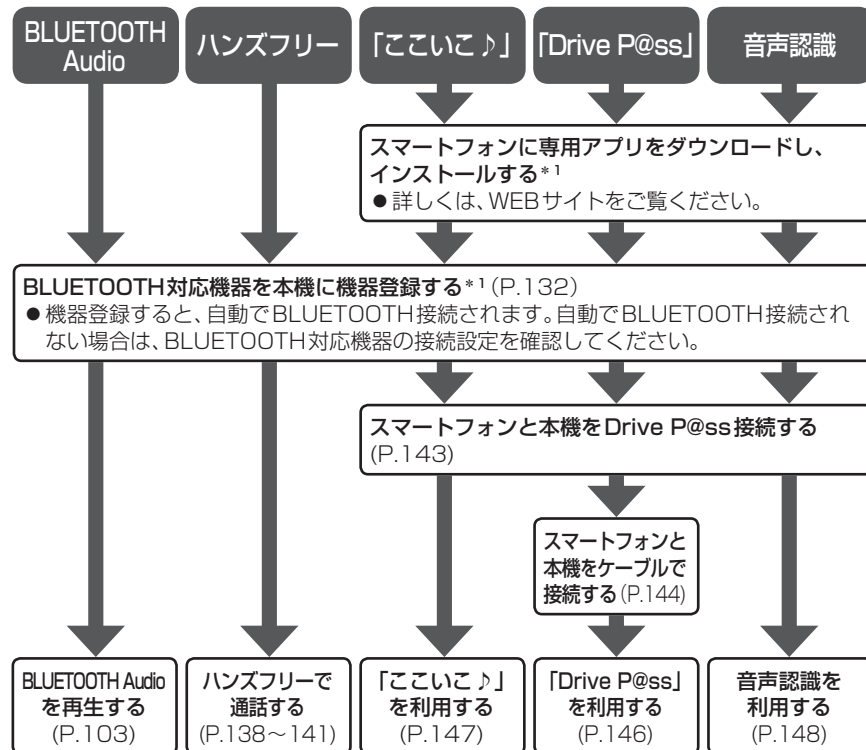 BLUETOOTH
Audio
ハンズフリー
「ここいこ♪」
「Drive P@ss」
音声認識
スマートフォンに専用アプリをダウンロードし、
インストールする*1
●詳しくは、WEBサイトをご覧ください。
BLUETOOTH対応機器を本機に機器登録する*1(P.132)
●機器登録すると、自動でBLUETOOTH接続されます。自動でBLUETOOTH接続され
ない場合は、BLUETOOTH対応機器の接続設定を確認してください。
スマートフォンと本機をDrive P@ss接続する
(P.143)
スマートフォンと
本機をケーブルで
接続する(P.144)
BLUETOOTH Audio
を再生する
(P.103)
ハンズフリーで
通話する
(P.138〜141)
「ここいこ♪」
を利用する
(P.147)
「Drive P@ss」
を利用する
(P.146)
音声認識を
利用する
(P.148)